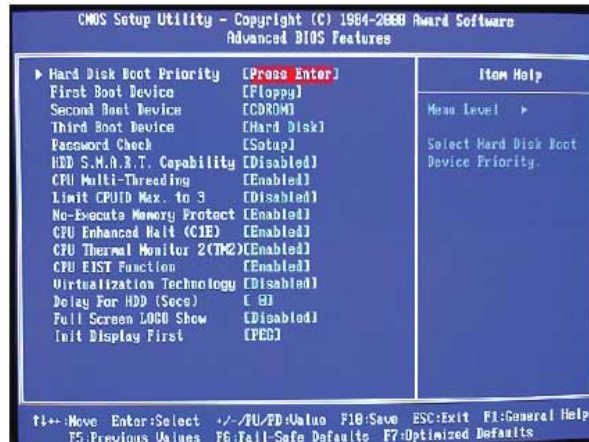 CMOS Setup Utility - Copyright (C) 1984-2008 Award Software
Advanced BIOS Features
▶ Hard Disk Boot Priority [Press Enter]
First Boot Device [Floppy]
Second Boot Device [CDROM]
Third Boot Device [Hard Disk]
Password Check [Setup]
HDD S.M.A.R.T. Capability [Disabled]
CPU Multi-Threading [Enabled]
Limit CPUID Max. to 3 [Disabled]
No-Execute Memory Protect [Enabled]
CPU Enhanced Halt (C1E) [Enabled]
CPU Thermal Monitor 2(TM2)[Enabled]
CPU EIST Function [Enabled]
Virtualization Technology [Disabled]
Delay For HDD (Secs) [ 0]
Full Screen LOGO Show [Disabled]
Init Display First [PEG]
Item Help
Menu Level ▶
Select Hard Disk Boot
Device Priority.
↑↓→←:Move Enter:Select +/-/PU/PD:Value F10:Save ESC:Exit F1:General Help
F5:Previous Values F6:Fail-Safe Defaults F7:Optimized Defaults